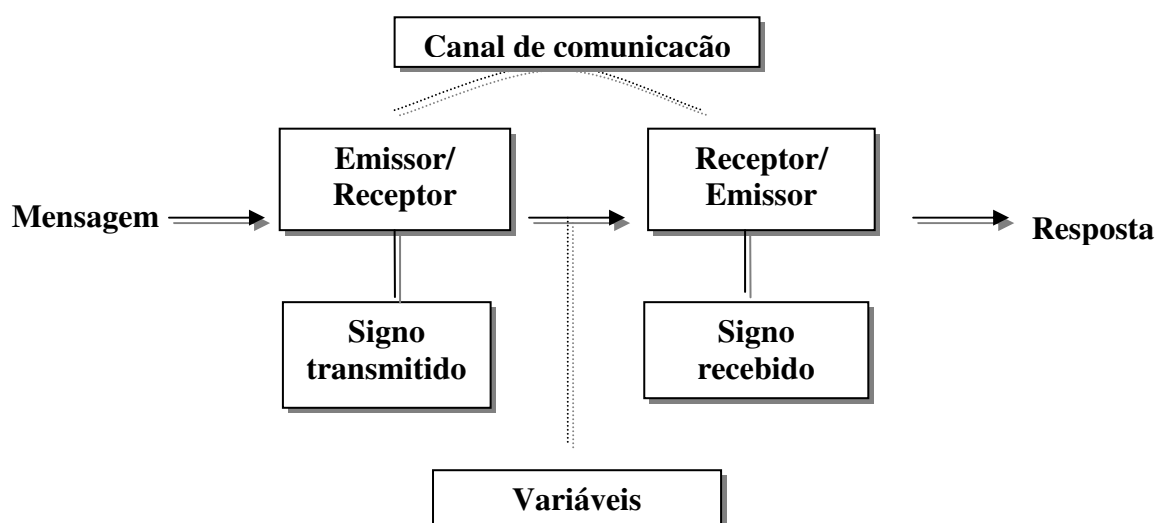 Canal de comunicacão
Emissor/
Receptor
Receptor/
Emissor
Mensagem
Resposta
Signo
transmitido
Signo
recebido
Variáveis